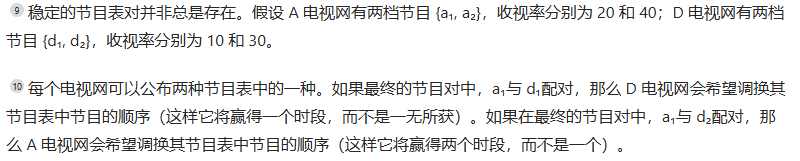 ⁹ 稳定的节目表对并非总是存在。假设 A 电视网有两档节目 {a₁, a₂}，收视率分别为 20 和 40；D 电视网有两档
节目 {d₁, d₂}，收视率分别为 10 和 30。
¹⁰ 每个电视网可以公布两种节目表中的一种。如果最终的节目对中，a₁与 d₁配对，那么 D 电视网会希望调换其
节目表中节目的顺序（这样它将赢得一个时段，而不是一无所获）。如果在最终的节目对中，a₁与 d₂配对，那
么 A 电视网会希望调换其节目表中节目的顺序（这样它将赢得两个时段，而不是一个）。